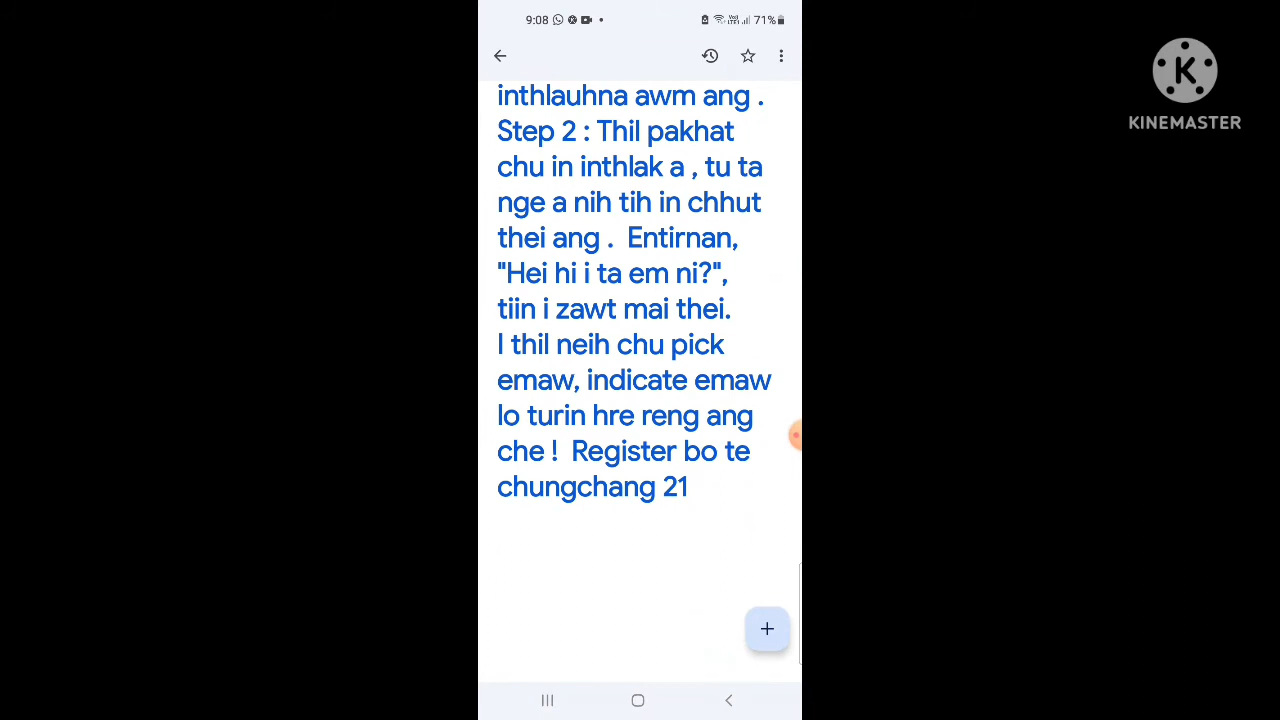 9:08
71%
inthlauhna awm ang .
Step 2 : Thil pakhat
chu in inthlak a , tu ta
nge a nih tih in chhut
thei ang .  Entirnan,
"Hei hi i ta em ni?",
tiin i zawt mai thei.
I thil neih chu pick
emaw, indicate emaw
lo turin hre reng ang
che !  Register bo te
chungchang 21
KINEMASTER